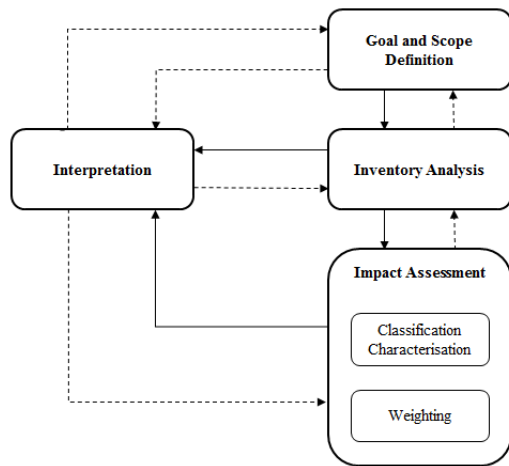 Goal and Scope
Definition
Interpretation
Inventory Analysis
Impact Assessment
Classification
Characterisation
Weighting